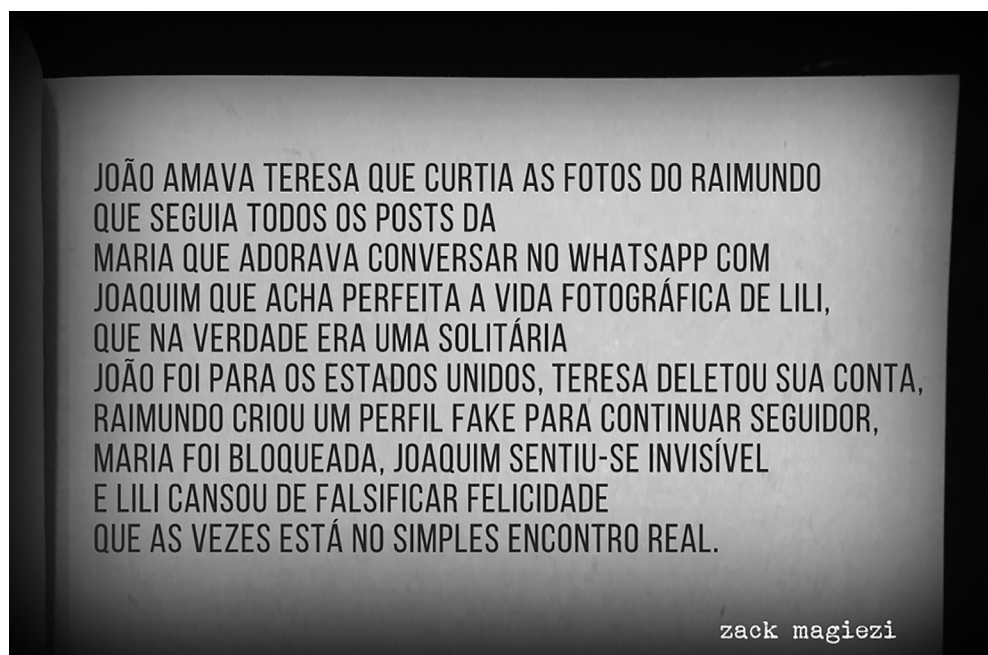 JOÃO AMAVA TERESA QUE CURTIA AS FOTOS DO RAIMUNDO
QUE SEGUIA TODOS OS POSTS DA
MARIA QUE ADORAVA CONVERSAR NO WHATSAPP COM
JOAQUIM QUE ACHA PERFEITA A VIDA FOTOGRÁFICA DE LILI,
QUE NA VERDADE ERA UMA SOLITÁRIA
JOÃO FOI PARA OS ESTADOS UNIDOS, TERESA DELETOU SUA CONTA,
RAIMUNDO CRIOU UM PERFIL FAKE PARA CONTINUAR SEGUIDOR,
MARIA FOI BLOQUEADA, JOAQUIM SENTIU-SE INVISÍVEL
E LILI CANSOU DE FALSIFICAR FELICIDADE
QUE AS VEZES ESTÁ NO SIMPLES ENCONTRO REAL.
zack magiezi